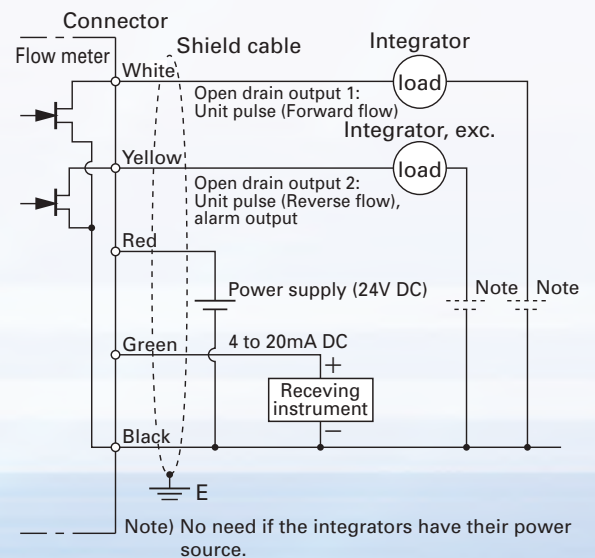 Connector
Flow meter
Shield cable
Integrator
White
load
Open drain output 1:
Unit pulse (Forward flow)
Integrator, exc.
Yellow
load
Open drain output 2:
Unit pulse (Reverse flow),
alarm output
Red
Power supply (24V DC)
Note
Note
Green
4 to 20mA DC
+
Receving
instrument
−
Black
E
Note) No need if the integrators have their power
source.